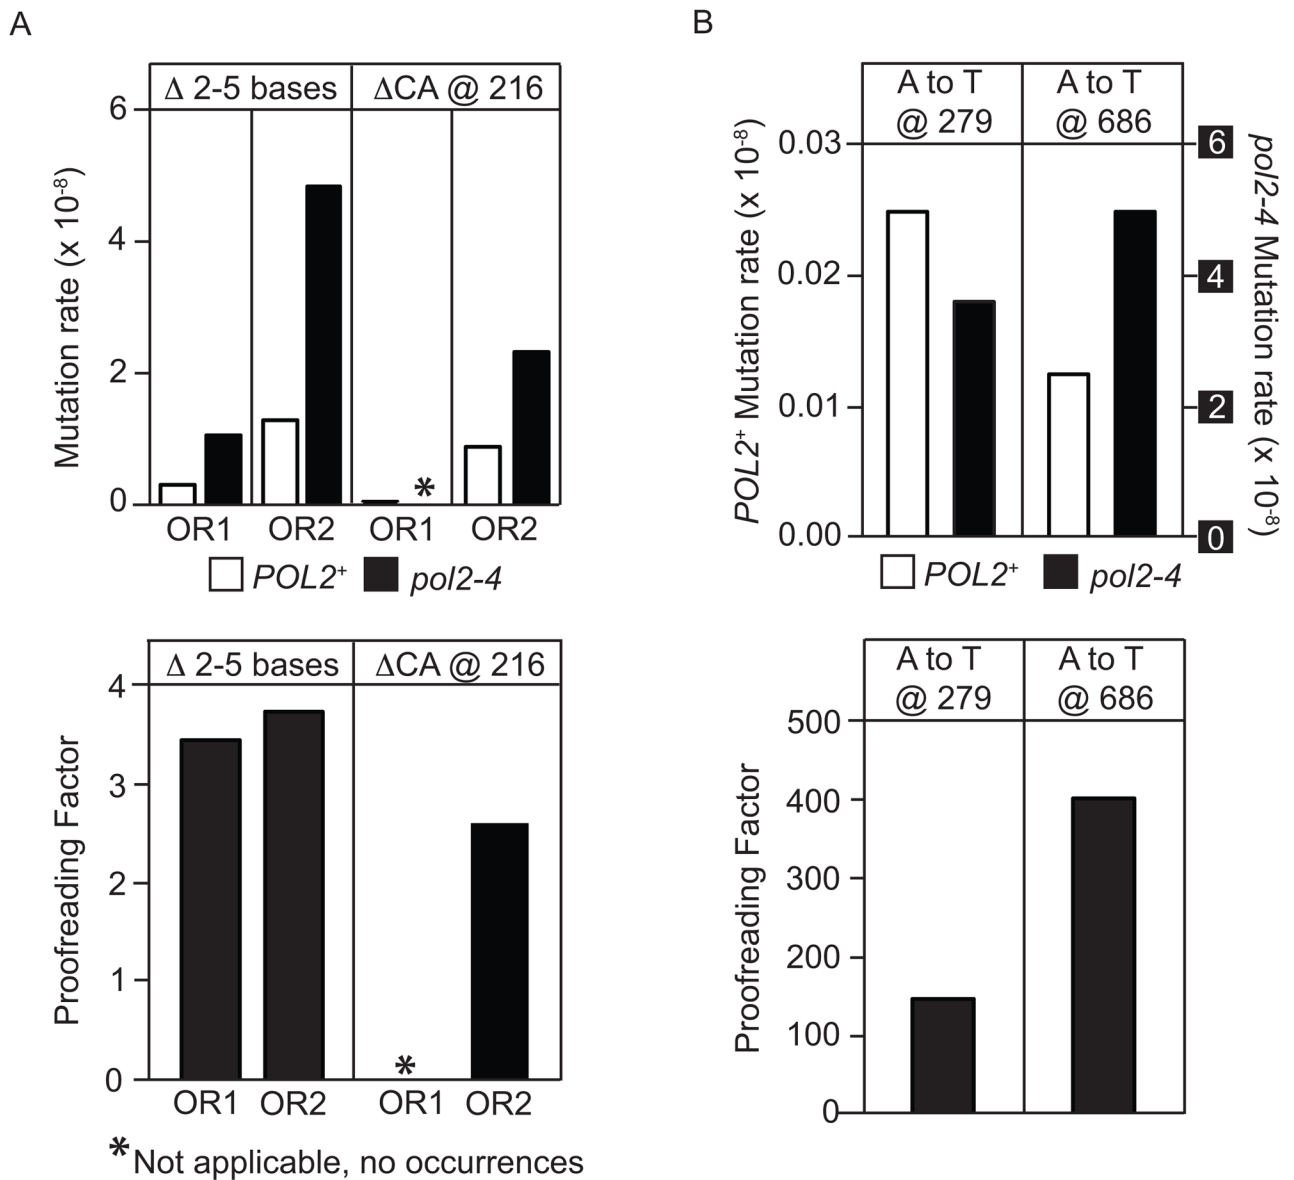 A
Δ 2-5 bases ΔCA @ 216
6
4
2
0
Mutation rate (x 10-8)
*
OR1 OR2 OR1 OR2
POL2+ pol2-4
Δ 2-5 bases ΔCA @ 216
4
3
2
1
0
Proofreading Factor
*
OR1 OR2 OR1 OR2
*Not applicable, no occurrences
B
A to T @ 279
A to T @ 686
0.03
0.02
0.01
0.00
POL2+ Mutation rate (x 10-8)
6
4
2
0
pol2-4 Mutation rate (x 10-8)
POL2+ pol2-4
A to T @ 279
A to T @ 686
500
400
300
200
100
0
Proofreading Factor